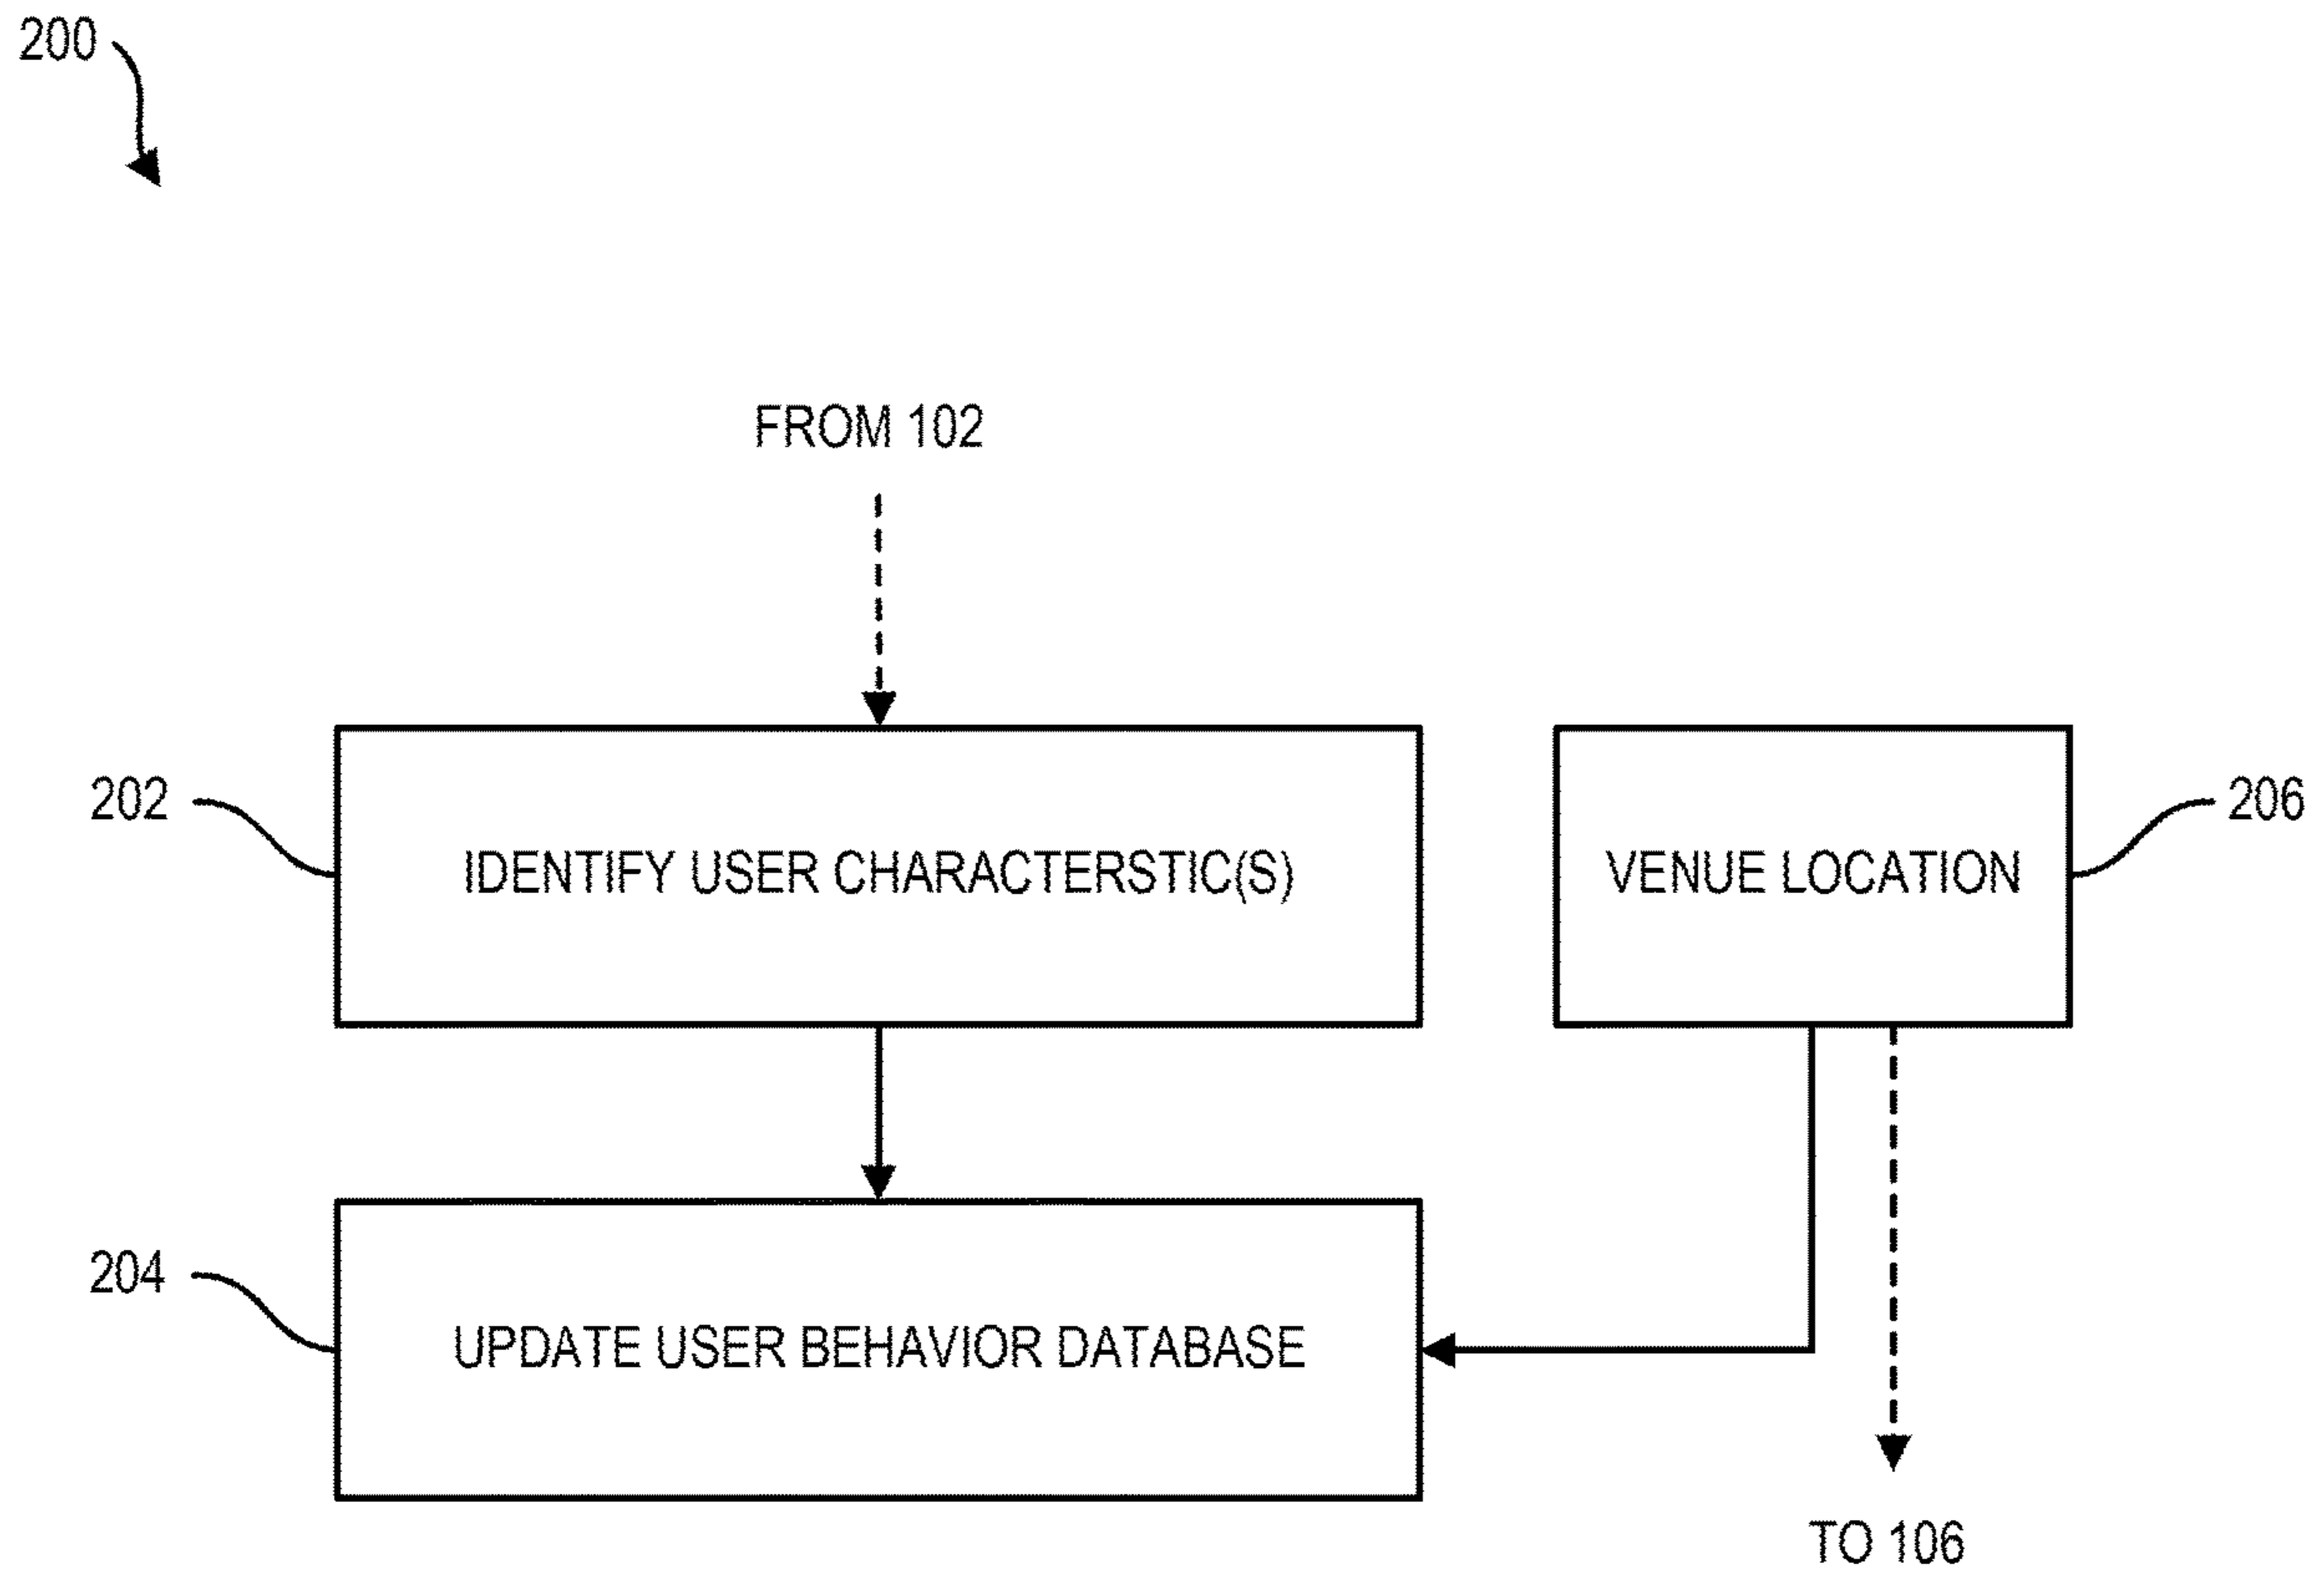 200
FROM 102
202
IDENTIFY USER CHARACTERSTIC(S)
VENUE LOCATION
206
204
UPDATE USER BEHAVIOR DATABASE
TO 106